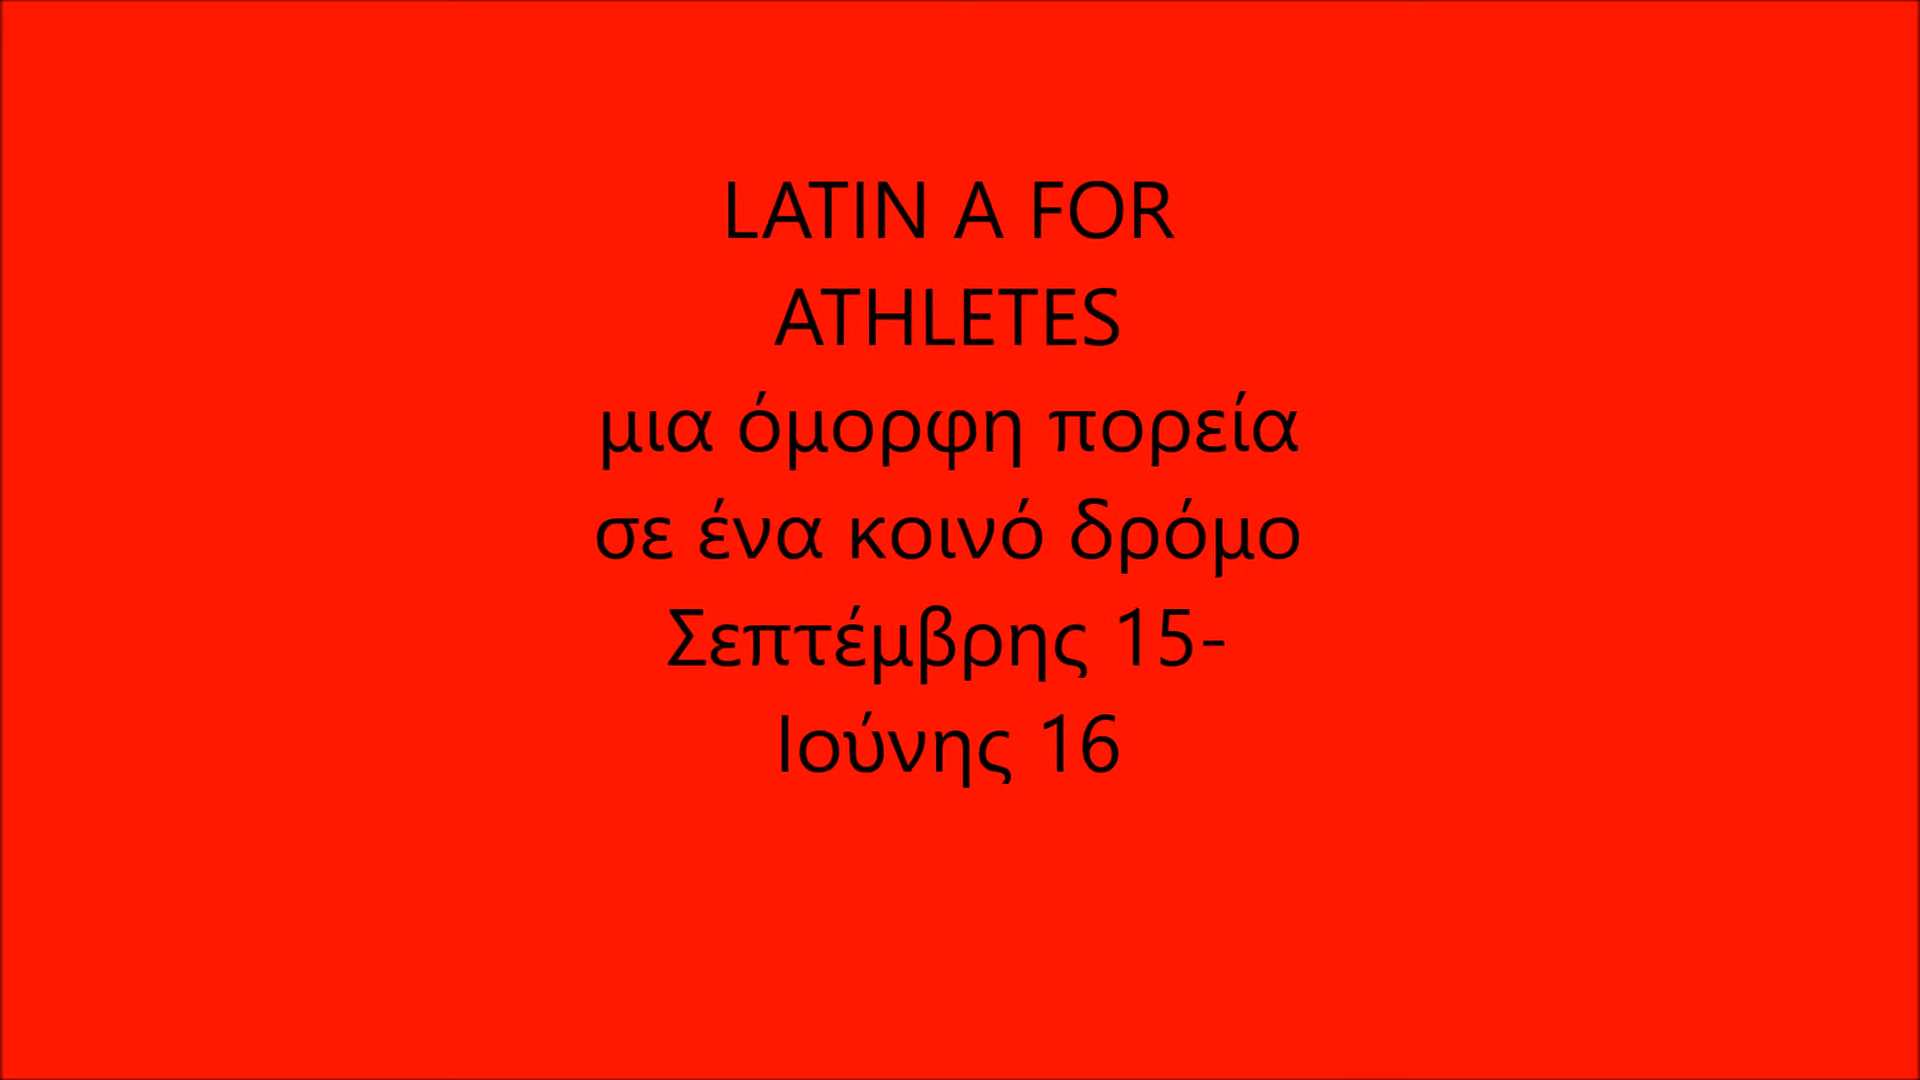 LATIN A FOR
ATHLETES
μια όμορφη πορεία
σε ένα κοινό δρόμο
Σεπτέμβρης 15-
Ιούνης 16